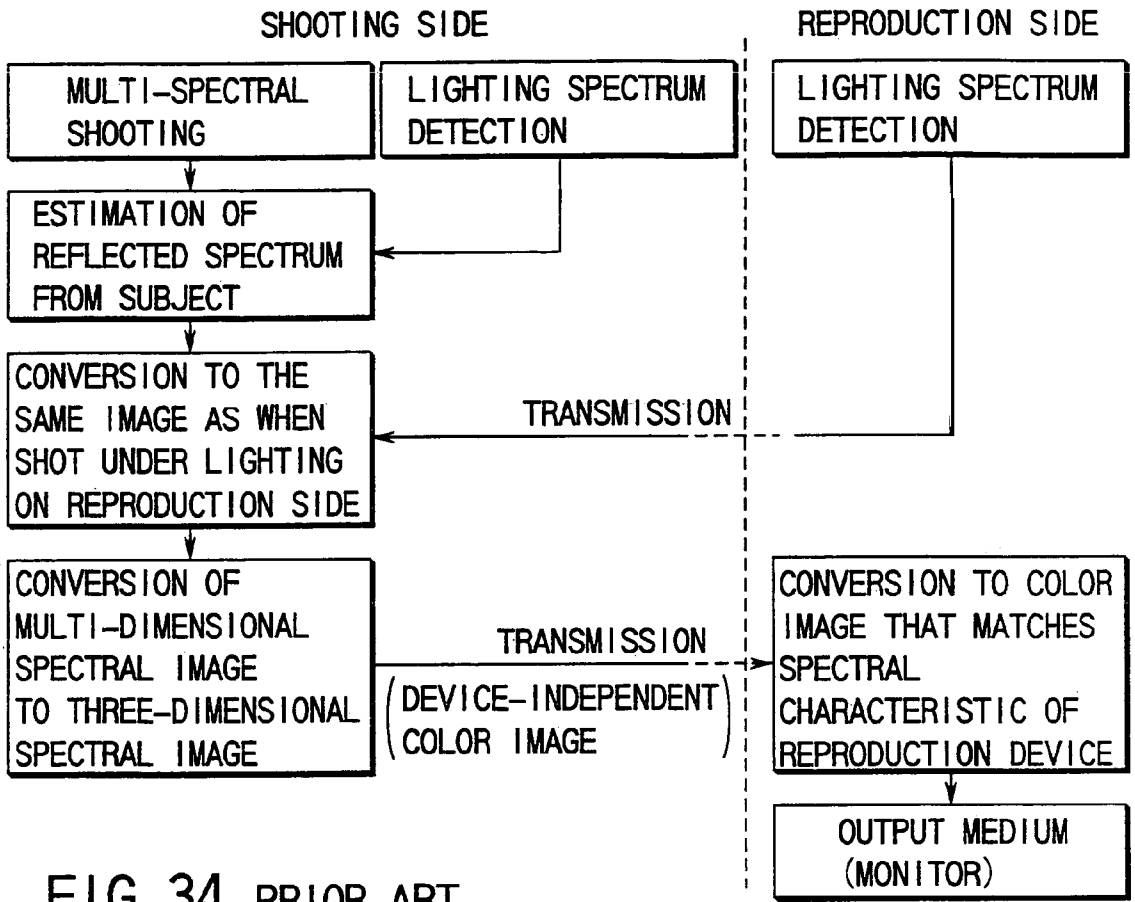 SHOOTING SIDE
REPRODUCTION SIDE
MULTI-SPECTRAL
SHOOTING
LIGHTING SPECTRUM
DETECTION
LIGHTING SPECTRUM
DETECTION
ESTIMATION OF
REFLECTED SPECTRUM
FROM SUBJECT
CONVERSION TO THE
SAME IMAGE AS WHEN
SHOT UNDER LIGHTING
ON REPRODUCTION SIDE
TRANSMISSION
CONVERSION OF
MULTI-DIMENSIONAL
SPECTRAL IMAGE
TO THREE-DIMENSIONAL
SPECTRAL IMAGE
TRANSMISSION
(DEVICE-INDEPENDENT
COLOR IMAGE)
CONVERSION TO COLOR
IMAGE THAT MATCHES
SPECTRAL
CHARACTERISTIC OF
REPRODUCTION DEVICE
OUTPUT MEDIUM
(MONITOR)
FIG. 34 PRIOR ART